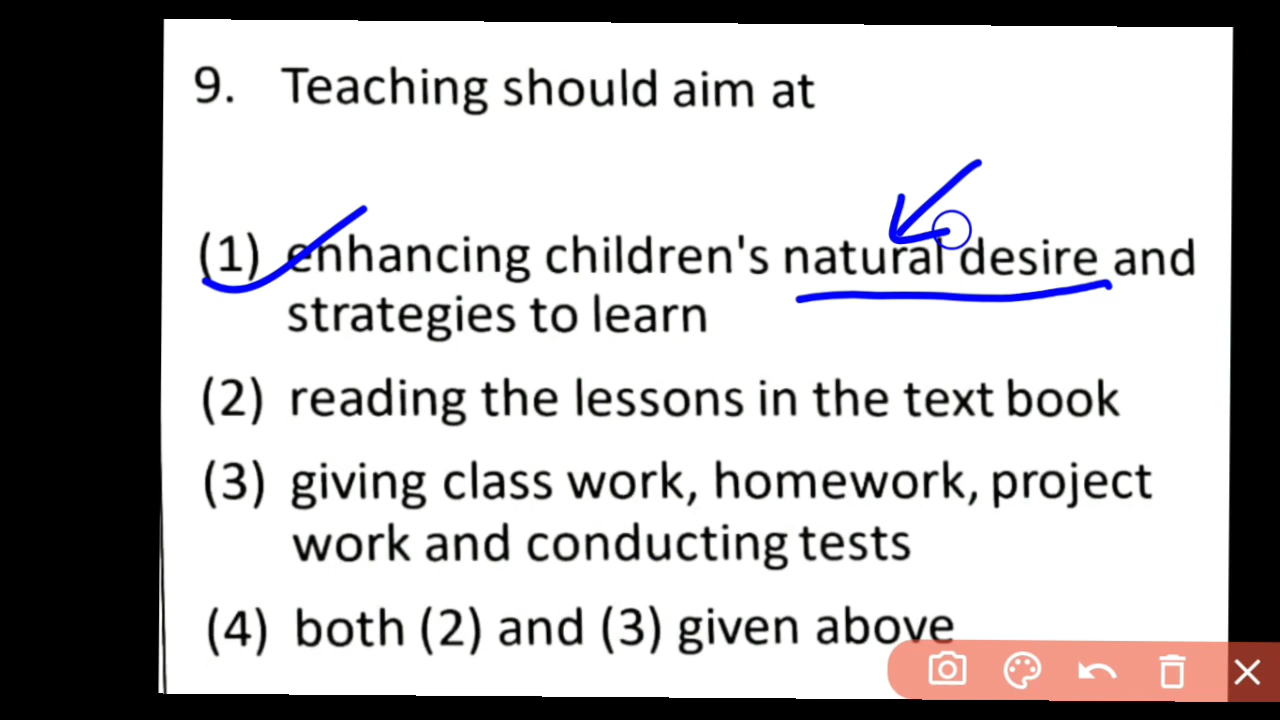 9. Teaching should aim at
(1) enhancing children's natural desire and
strategies to learn
(2) reading the lessons in the text book
(3) giving class work, homework, project
work and conducting tests
(4) both (2) and (3) given above